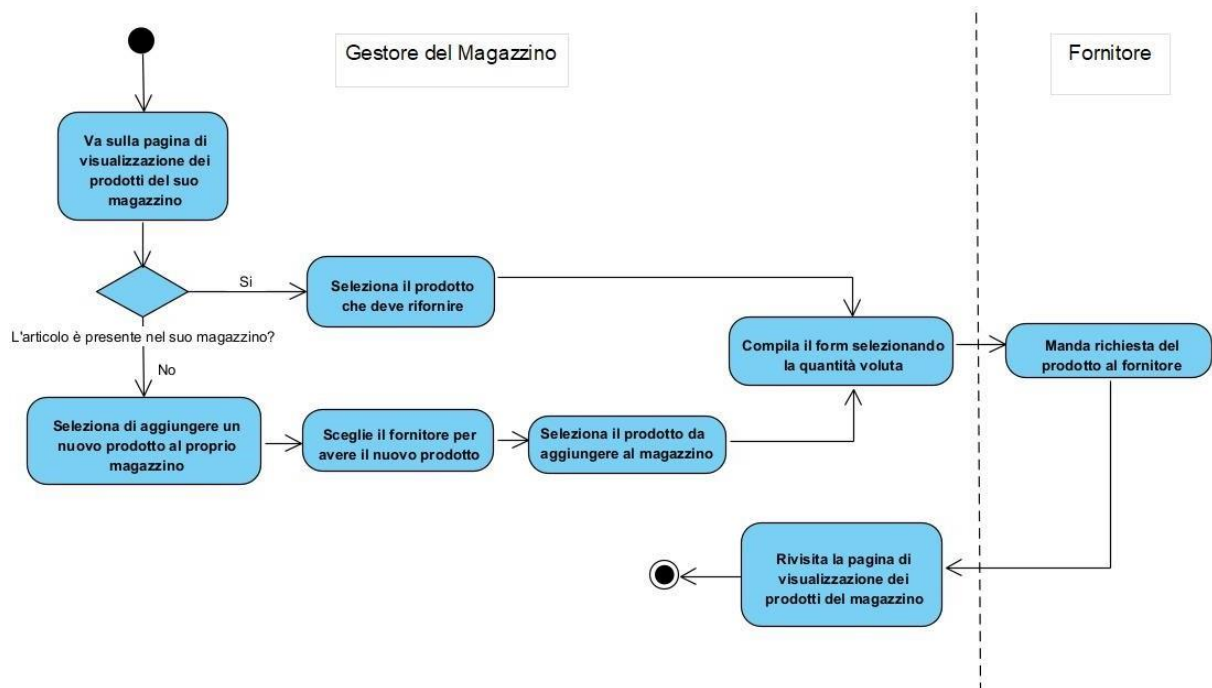 Gestore del Magazzino
Fornitore
Va sulla pagina di
visualizzazione dei
prodotti del suo
magazzino
Si
L'articolo è presente nel suo magazzino?
No
Seleziona il prodotto
che deve rifornire
Compila il form selezionando
la quantità voluta
Manda richiesta del
prodotto al fornitore
Seleziona di aggiungere un
nuovo prodotto al proprio
magazzino
Sceglie il fornitore per
avere il nuovo prodotto
Seleziona il prodotto da
aggiungere al magazzino
Rivisita la pagina di
visualizzazione dei
prodotti del magazzino